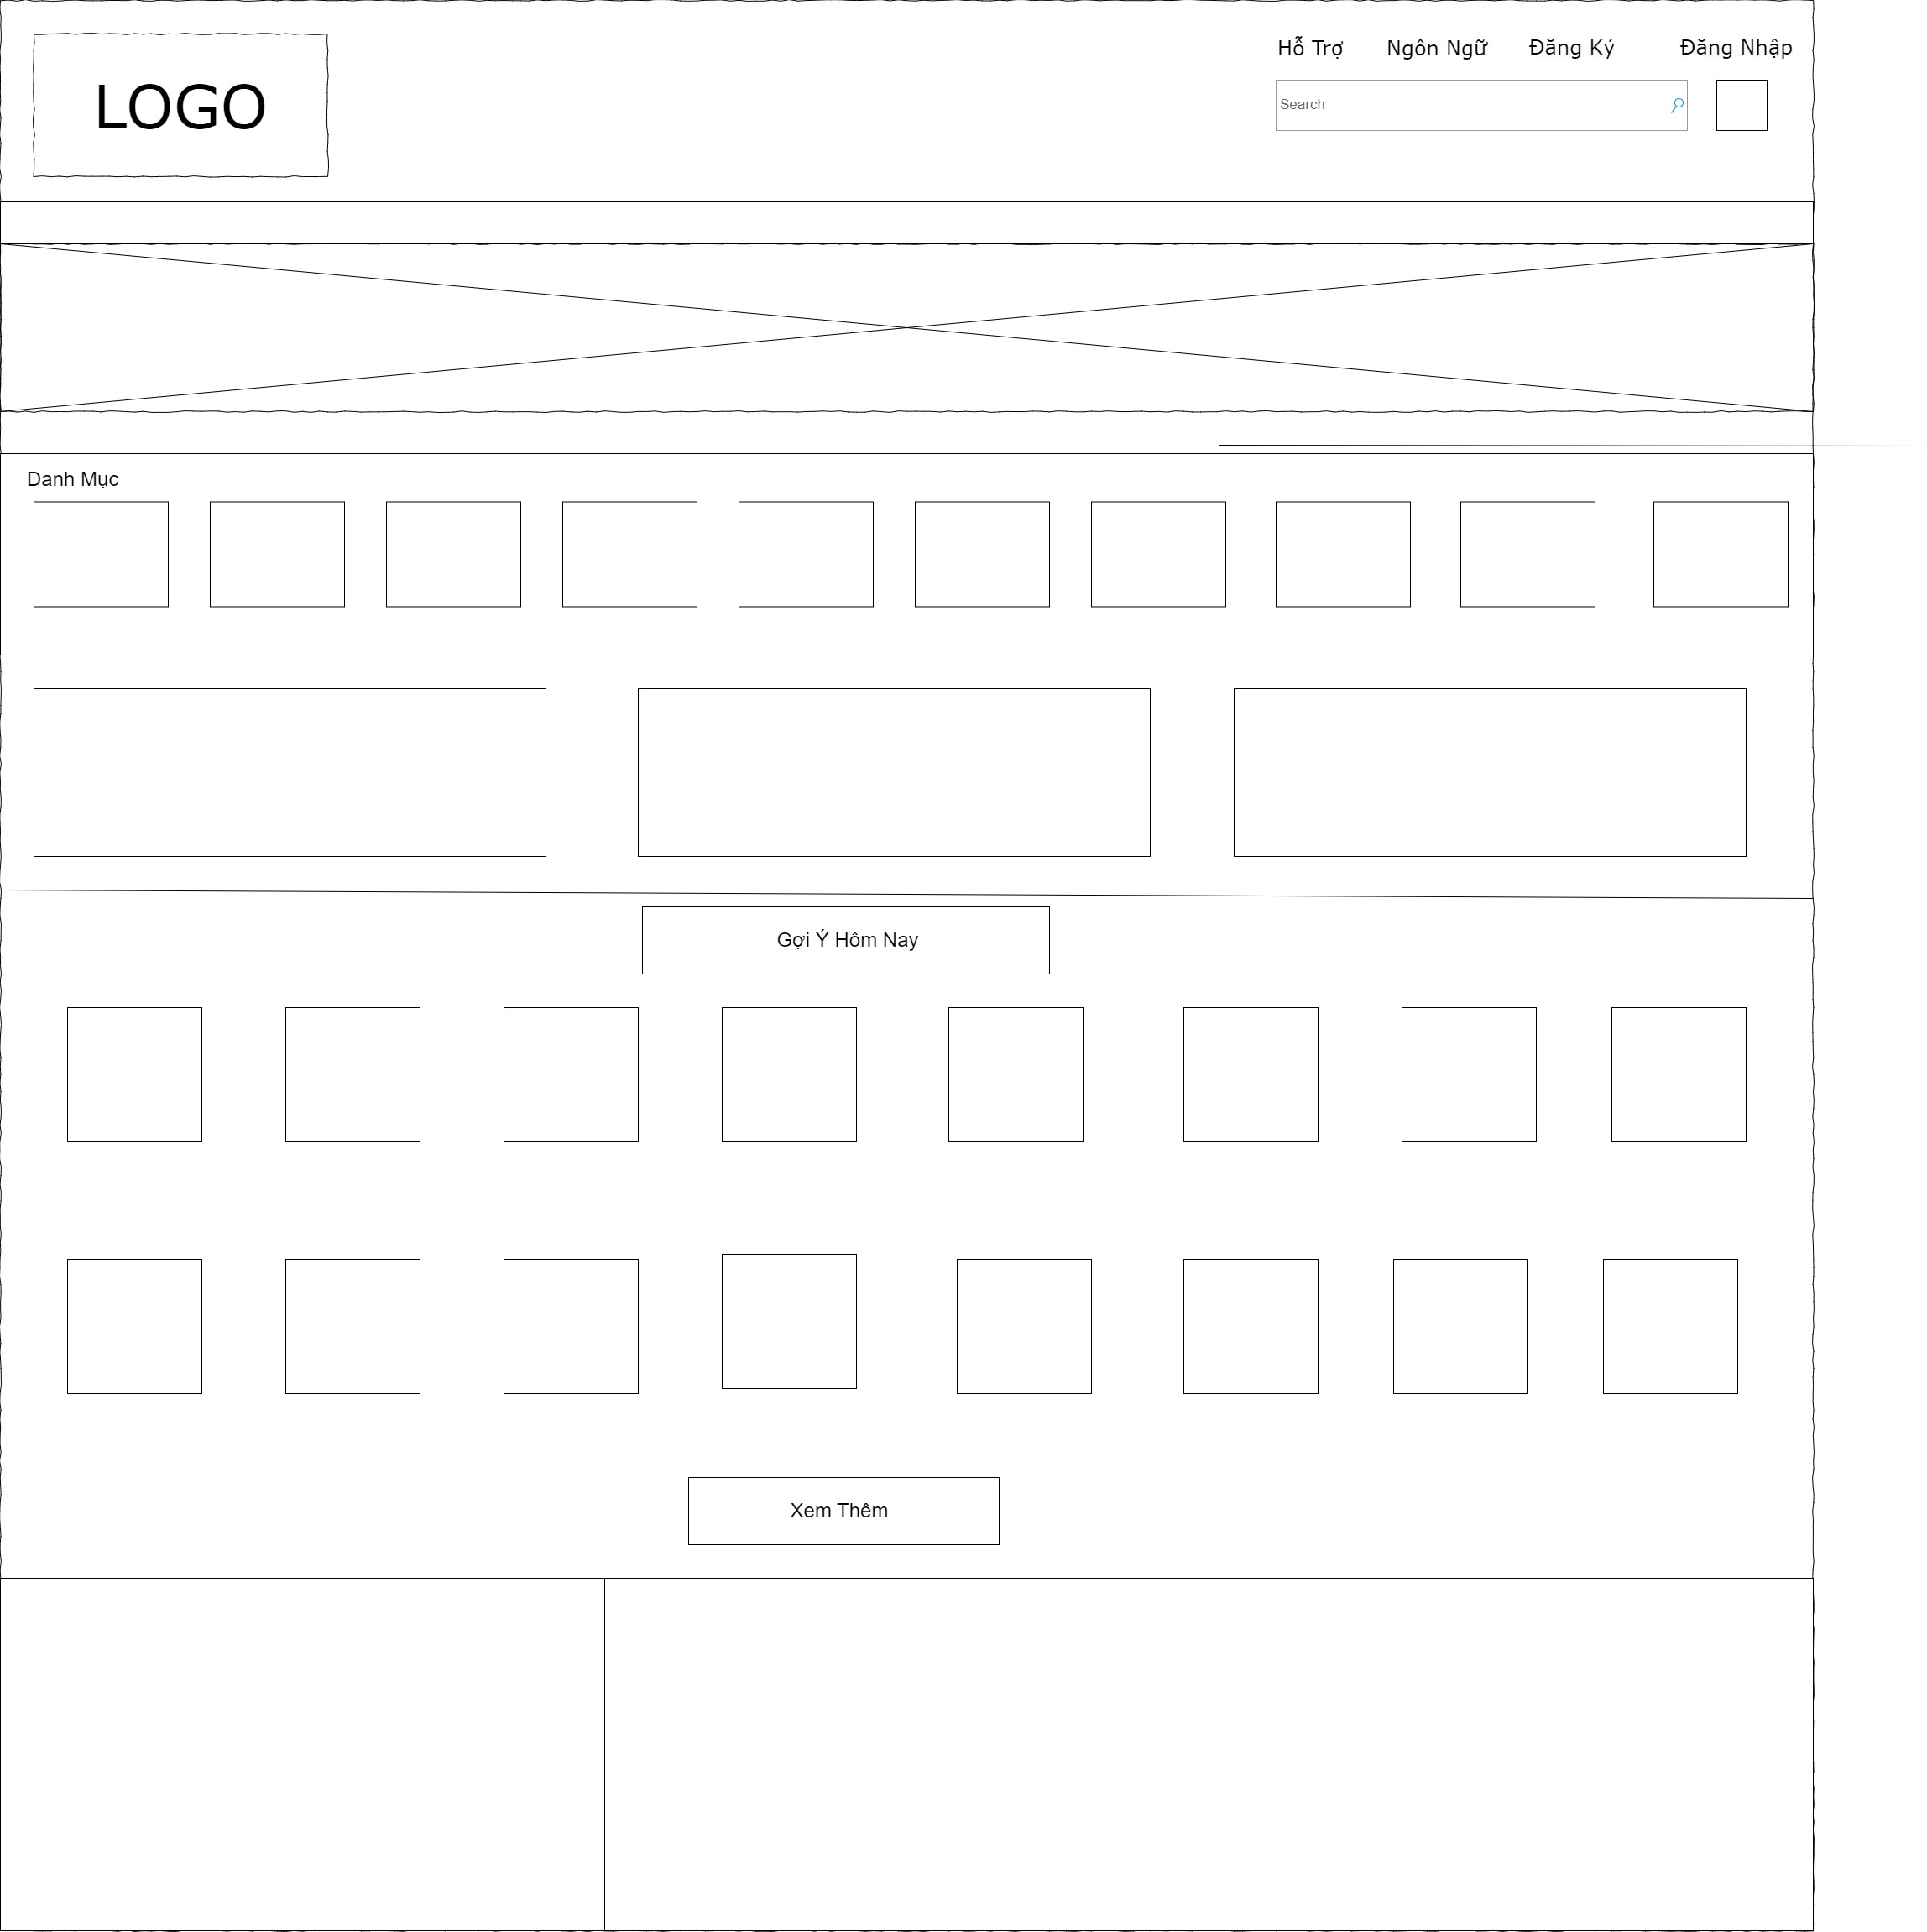 LOGO
Hỗ Trợ
Ngôn Ngữ
Đăng Ký
Đăng Nhập
Search
Danh Mục
Gợi Ý Hôm Nay
Xem Thêm